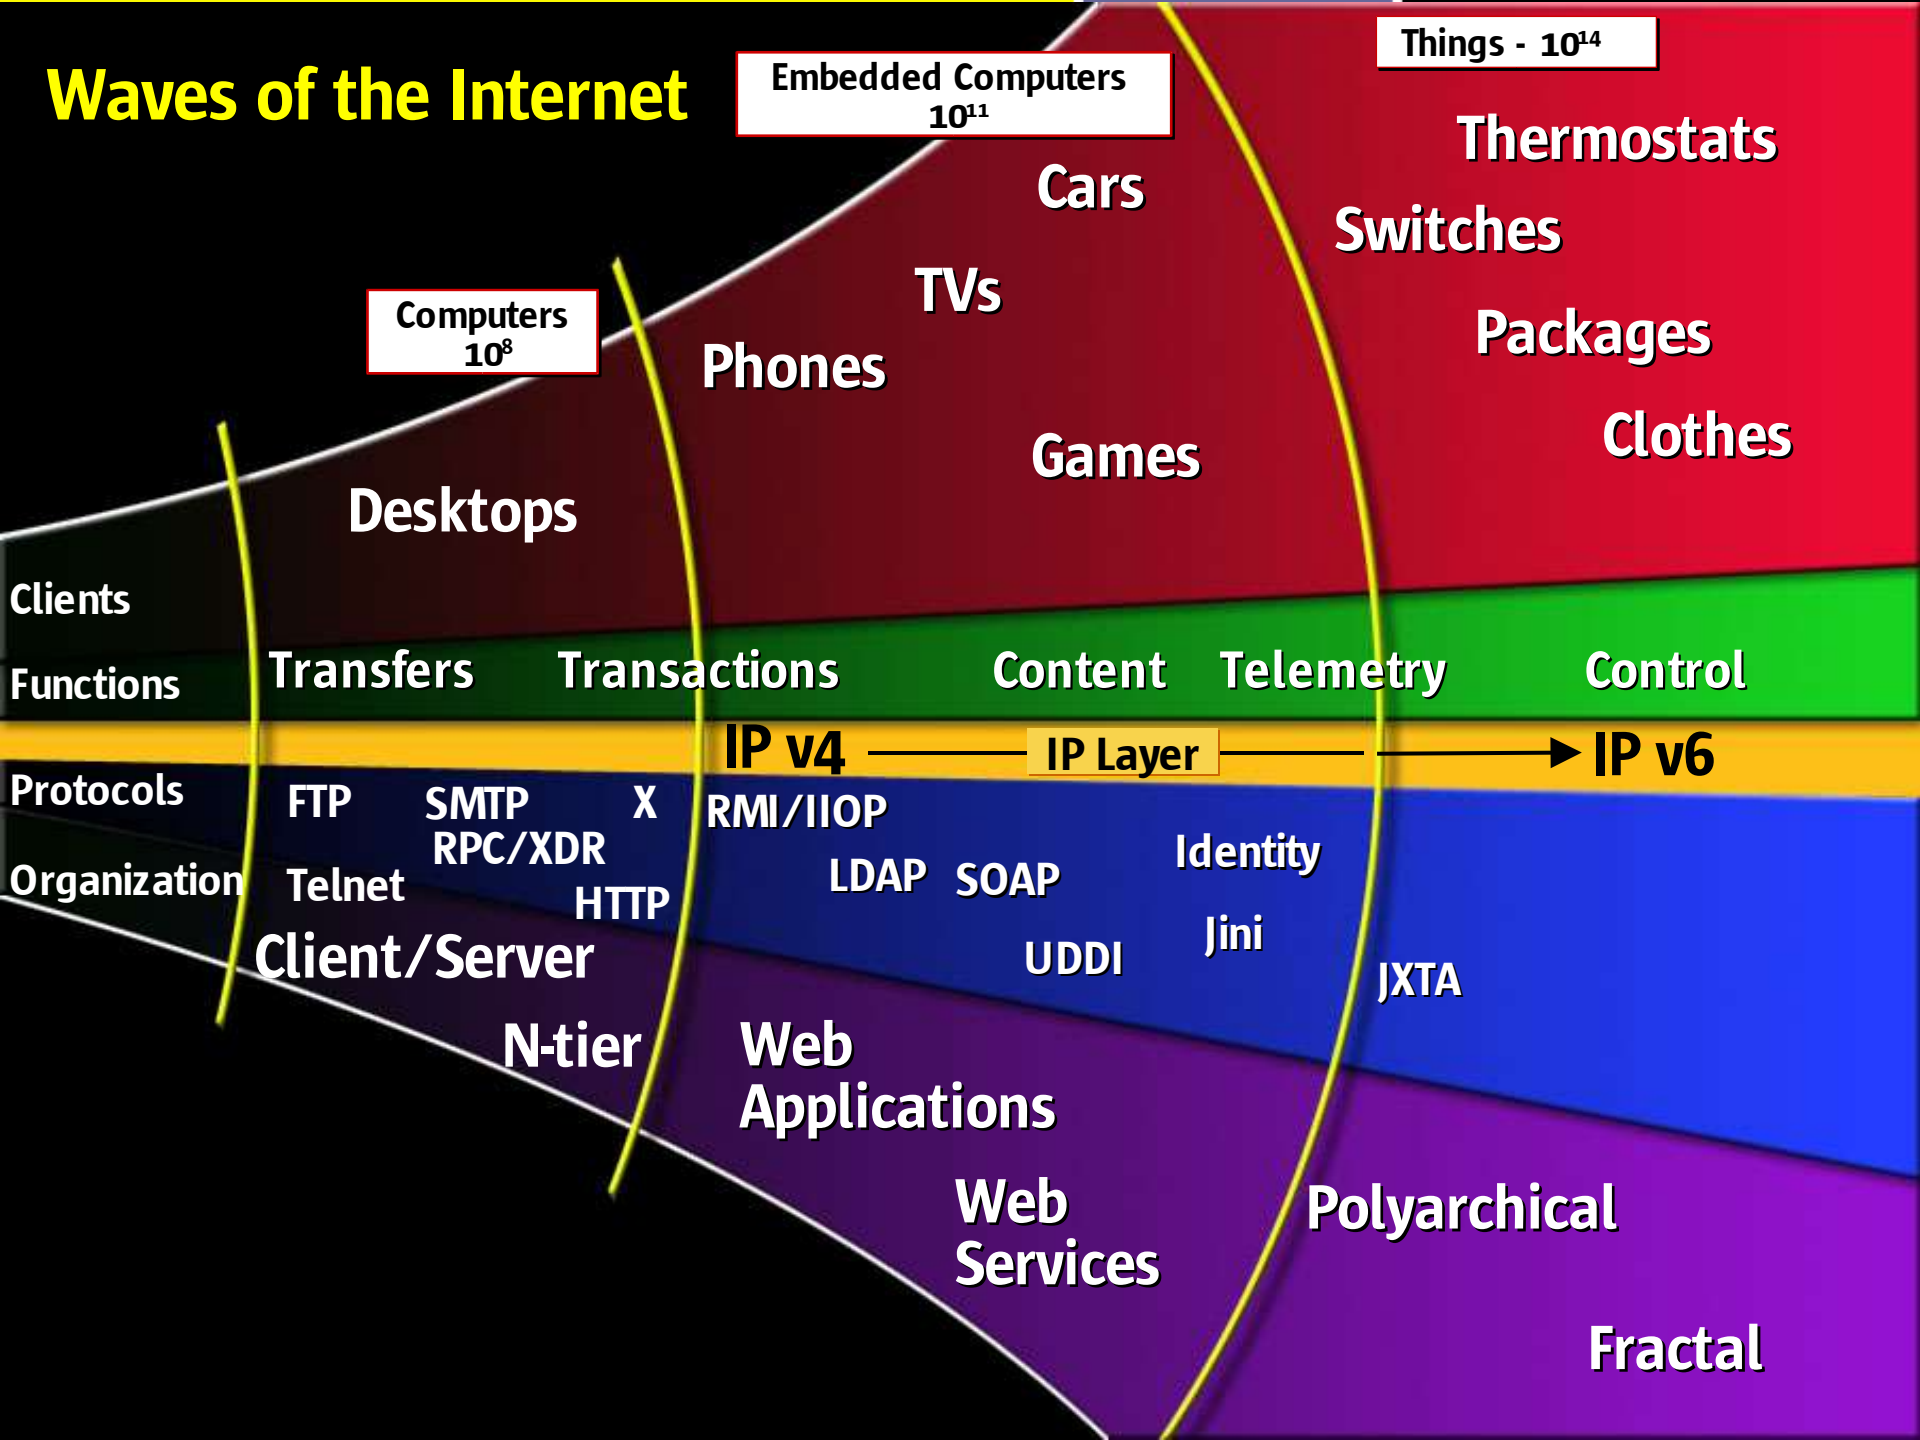 Waves of the Internet
Embedded Computers
10¹¹
Things - 10¹⁴
Computers
10⁸
Thermostats
Cars
Switches
TVs
Packages
Phones
Clothes
Games
Desktops
Clients
Functions
Transfers
Transactions
Content
Telemetry
Control
IP v4
IP Layer
IP v6
Protocols
FTP
SMTP
X
RMI/IIOP
RPC/XDR
Identity
Organization
Telnet
HTTP
LDAP
SOAP
Jini
UDDI
JXTA
Client/Server
N-tier
Web
Applications
Web
Services
Polyarchical
Fractal